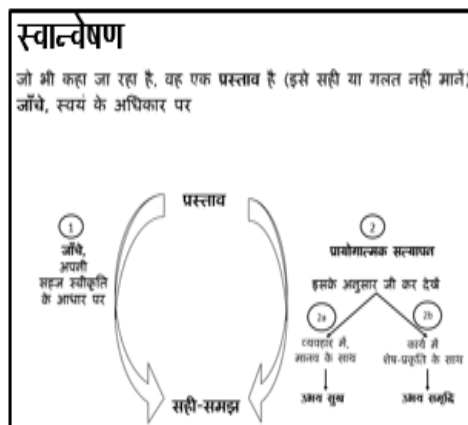 स्वान्वेषण
जो भी कहा जा रहा है, वह एक प्रस्ताव है (इसे सही या गलत नहीं मानें)
जाँचे, स्वयं के अधिकार पर
प्रस्ताव
1
जाँचे,
अपनी
सहज स्वीकृति
के आधार पर
2
प्रायोगात्मक सत्यापन
इसके अनुसार जी कर देखें
2a
व्यवहार में,
मानव के साथ
उभय सुख
2b
कार्य में
शेष-प्रकृति के साथ
उभय समृद्धि
सही-समझ